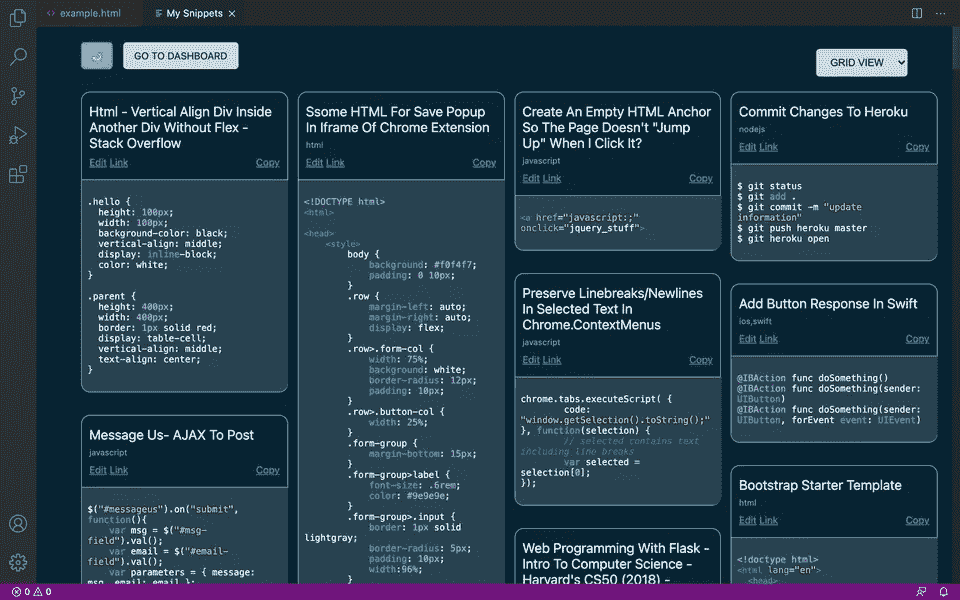 example.html
My Snippets
GO TO DASHBOARD
GRID VIEW
Html - Vertical Align Div Inside
Another Div Without Flex -
Stack Overflow
Edit Link
Copy
.hello {
height: 100px;
width: 100px;
background-color: black;
vertical-align: middle;
display: inline-block;
color: white;
}
.parent {
height: 400px;
width: 400px;
border: 1px solid red;
display: table-cell;
vertical-align: middle;
text-align: center;
}
Message Us- AJAX To Post
javascript
Edit Link
Copy
$("#messageus").on("submit",
function(){
var msg = $("#msg-
field").val();
var email = $("#email-
field").val();
var parameters = { message:
msg, email: email };
Ssome HTML For Save Popup
In Iframe Of Chrome Extension
html
Edit Link
Copy
<!DOCTYPE html>
<html>
<head>
<style>
body {
background: #f0f4f7;
padding: 0 10px;
}
.row {
margin-left: auto;
margin-right: auto;
display: flex;
}
.row>.form-col {
width: 75%;
background: white;
border-radius: 12px;
padding: 10px;
}
.row>.button-col {
width: 25%;
}
.form-group {
margin-bottom: 15px;
}
.form-group>label {
font-size: .6rem;
color: #9e9e9e;
}
.form-group>.input {
border: 1px solid
lightgray;
border-radius: 5px;
padding: 10px;
width:96%;
}
Create An Empty HTML Anchor
So The Page Doesn't "Jump
Up" When I Click It?
javascript
Edit Link
Copy
<a href="javascript:;"
onclick="jquery_stuff">
Preserve Linebreaks/Newlines
In Selected Text In
Chrome.ContextMenus
javascript
Edit Link
Copy
chrome.tabs.executeScript( {
code:
"window.getSelection().toString();"
}, function(selection) {
// selected contains text
including line breaks
var selected =
selection[0];
});
Web Programming With Flask -
Intro To Computer Science -
Harvard's CS50 (2018) -
Commit Changes To Heroku
nodejs
Edit Link
Copy
$ git status
$ git add .
$ git commit -m "update
information"
$ git push heroku master
$ git heroku open
Add Button Response In Swift
ios,swift
Edit Link
Copy
@IBAction func doSomething()
@IBAction func doSomething(sender:
UIButton)
@IBAction func doSomething(sender:
UIButton, forEvent event: UIEvent)
Bootstrap Starter Template
html
Edit Link
Copy
<!doctype html>
<html lang="en">
<head>
0 0